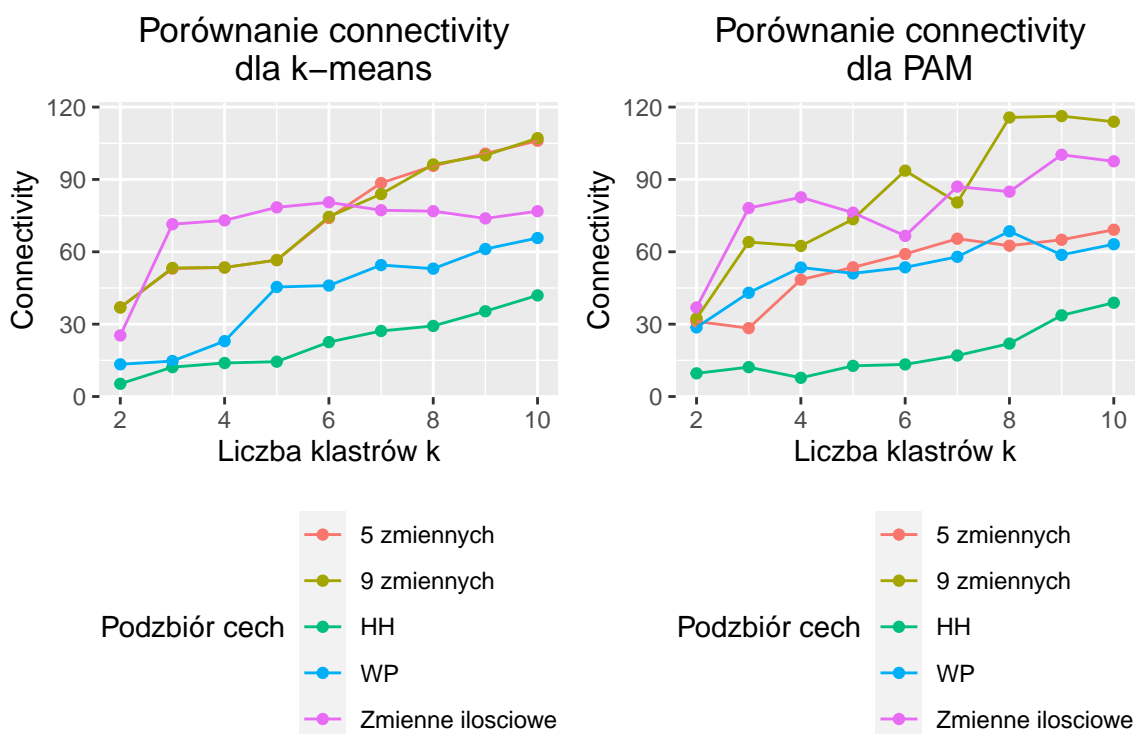 Porównanie connectivity
dla k−means
120
90
60
30
0
Connectivity
2 4 6 8 10
Liczba klastrów k
Podzbiór cech
5 zmiennych
9 zmiennych
HH
WP
Zmienne ilosciowe
Porównanie connectivity
dla PAM
120
90
60
30
0
Connectivity
2 4 6 8 10
Liczba klastrów k
Podzbiór cech
5 zmiennych
9 zmiennych
HH
WP
Zmienne ilosciowe